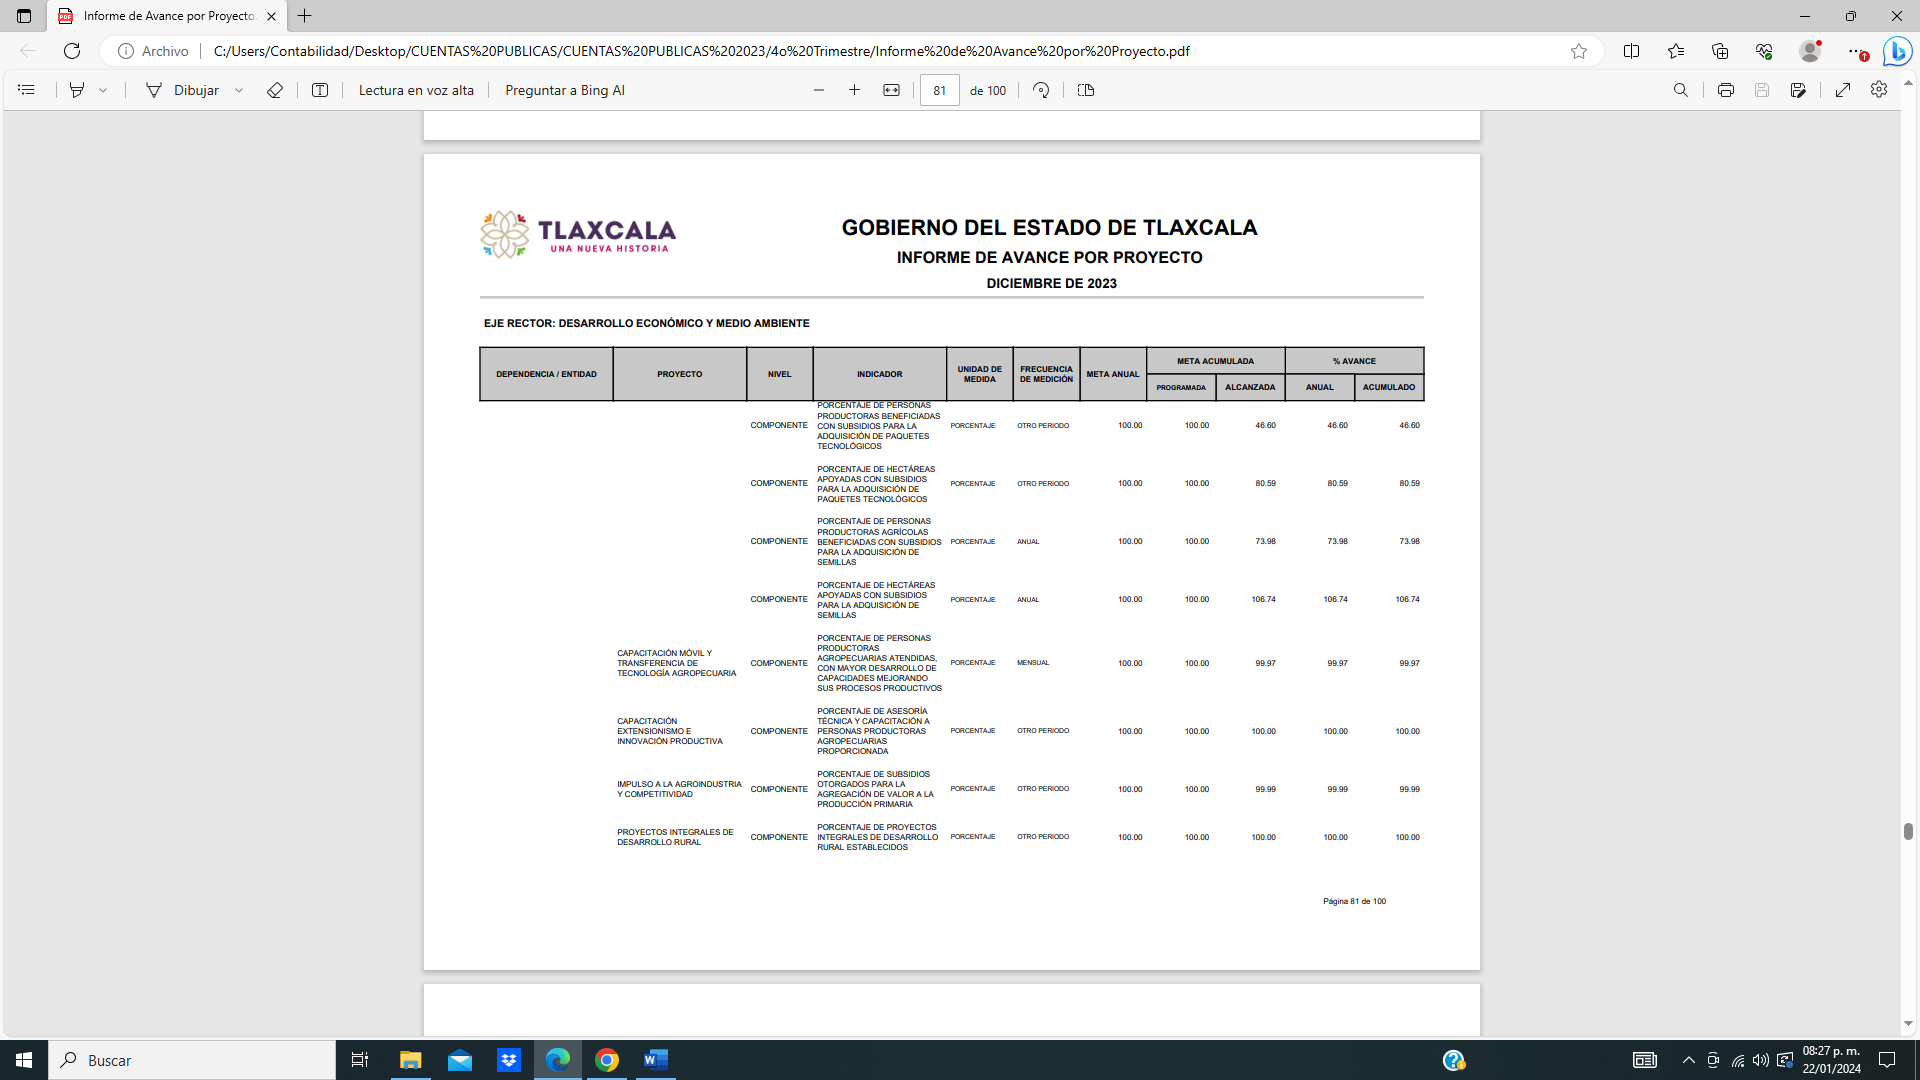 Informe de Avance por Proyecto.
Archivo
C:/Users/Contabilidad/Desktop/CUENTAS%20PUBLICAS/CUENTAS%20PUBLICAS%202023/4o%20Trimestre/Informe%20de%20Avance%20por%20Proyecto.pdf
Dibujar
Lectura en voz alta
Preguntar a Bing AI
81
de 100
TLAXCALA
UNA NUEVA HISTORIA
GOBIERNO DEL ESTADO DE TLAXCALA
INFORME DE AVANCE POR PROYECTO
DICIEMBRE DE 2023
EJE RECTOR: DESARROLLO ECONÓMICO Y MEDIO AMBIENTE
DEPENDENCIA / ENTIDAD
PROYECTO
NIVEL
INDICADOR
UNIDAD DE
MEDIDA
FRECUENCIA
DE MEDICIÓN
META ANUAL
META ACUMULADA
PROGRAMADA
ALCANZADA
% AVANCE
ANUAL
ACUMULADO
COMPONENTE
PORCENTAJE DE PERSONAS
PRODUCTORAS BENEFICIADAS
CON SUBSIDIOS PARA LA
ADQUISICIÓN DE PAQUETES
TECNOLÓGICOS
PORCENTAJE
OTRO PERIODO
100.00
100.00
46.60
46.60
46.60
COMPONENTE
PORCENTAJE DE HECTÁREAS
APOYADAS CON SUBSIDIOS
PARA LA ADQUISICIÓN DE
PAQUETES TECNOLÓGICOS
PORCENTAJE
OTRO PERIODO
100.00
100.00
80.59
80.59
80.59
COMPONENTE
PORCENTAJE DE PERSONAS
PRODUCTORAS AGRÍCOLAS
BENEFICIADAS CON SUBSIDIOS
PARA LA ADQUISICIÓN DE
SEMILLAS
PORCENTAJE
ANUAL
100.00
100.00
73.98
73.98
73.98
COMPONENTE
PORCENTAJE DE HECTÁREAS
APOYADAS CON SUBSIDIOS
PARA LA ADQUISICIÓN DE
SEMILLAS
PORCENTAJE
ANUAL
100.00
100.00
106.74
106.74
106.74
CAPACITACIÓN MÓVIL Y
TRANSFERENCIA DE
TECNOLOGÍA AGROPECUARIA
COMPONENTE
PORCENTAJE DE PERSONAS
PRODUCTORAS
AGROPECUARIAS ATENDIDAS,
CON MAYOR DESARROLLO DE
CAPACIDADES MEJORANDO
SUS PROCESOS PRODUCTIVOS
PORCENTAJE
MENSUAL
100.00
100.00
99.97
99.97
99.97
CAPACITACIÓN
EXTENSIONISMO E
INNOVACIÓN PRODUCTIVA
COMPONENTE
PORCENTAJE DE ASESORÍA
TÉCNICA Y CAPACITACIÓN A
PERSONAS PRODUCTORAS
AGROPECUARIAS
PROPORCIONADA
PORCENTAJE
OTRO PERIODO
100.00
100.00
100.00
100.00
100.00
IMPULSO A LA AGROINDUSTRIA
Y COMPETITIVIDAD
COMPONENTE
PORCENTAJE DE SUBSIDIOS
OTORGADOS PARA LA
AGREGACIÓN DE VALOR A LA
PRODUCCIÓN PRIMARIA
PORCENTAJE
OTRO PERIODO
100.00
100.00
99.99
99.99
99.99
PROYECTOS INTEGRALES DE
DESARROLLO RURAL
COMPONENTE
PORCENTAJE DE PROYECTOS
INTEGRALES DE DESARROLLO
RURAL ESTABLECIDOS
PORCENTAJE
OTRO PERIODO
100.00
100.00
100.00
100.00
100.00
Página 81 de 100
Buscar
08:27 p. m.
22/01/2024